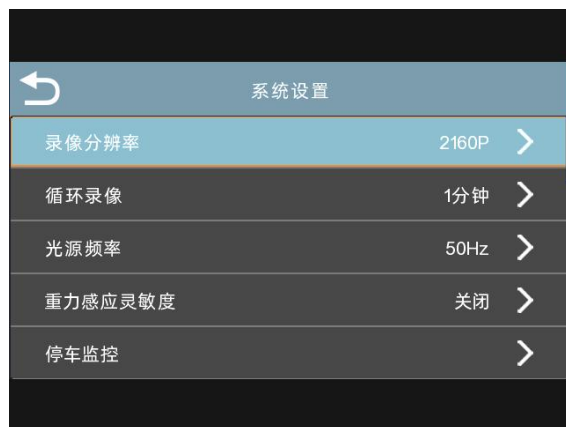 系统设置
录像分辨率 2160P
循环录像 1分钟
光源频率 50Hz
重力感应灵敏度 关闭
停车监控